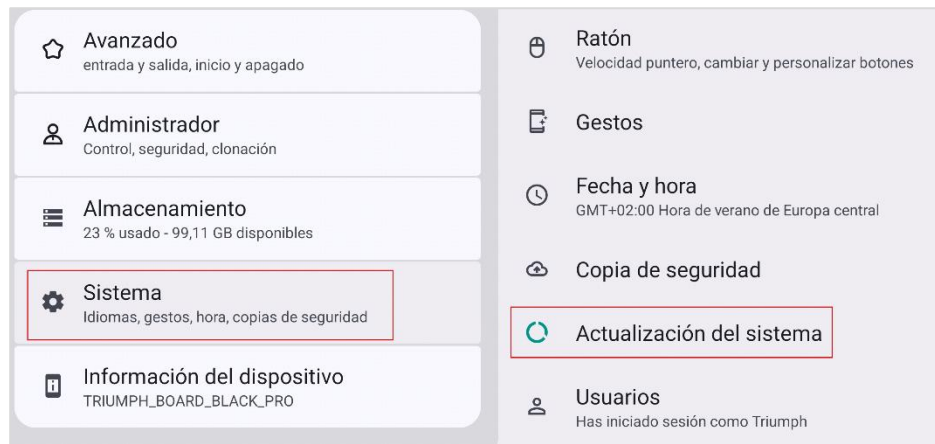 Avanzado
entrada y salida, inicio y apagado
Administrador
Control, seguridad, clonación
Almacenamiento
23 % usado - 99,11 GB disponibles
Sistema
Idiomas, gestos, hora, copias de seguridad
Información del dispositivo
TRIUMPH_BOARD_BLACK_PRO
Ratón
Velocidad puntero, cambiar y personalizar botones
Gestos
Fecha y hora
GMT+02:00 Hora de verano de Europa central
Copia de seguridad
Actualización del sistema
Usuarios
Has iniciado sesión como Triumph